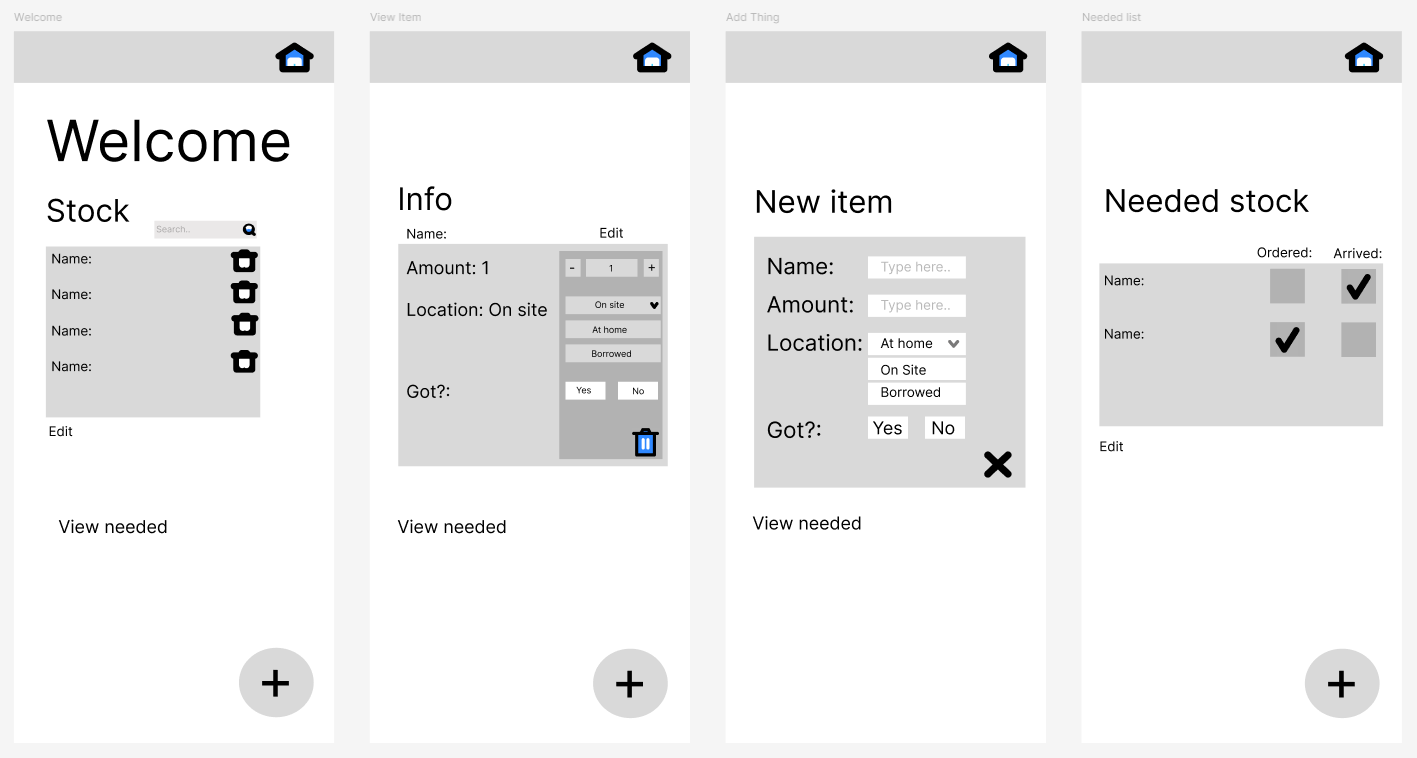 Welcome
Welcome
Stock
Search..
Name:
Name:
Name:
Name:
Edit
View needed
+
View Item
Info
Name:
Edit
Amount: 1
- 1 +
Location: On site
On site
At home
Borrowed
Got?:
Yes No
View needed
+
Add Thing
New item
Name: Type here..
Amount: Type here..
Location: At home
On Site
Borrowed
Got?: Yes No
View needed
Needed list
Needed stock
Ordered: Arrived:
Name:
Name:
Edit
+